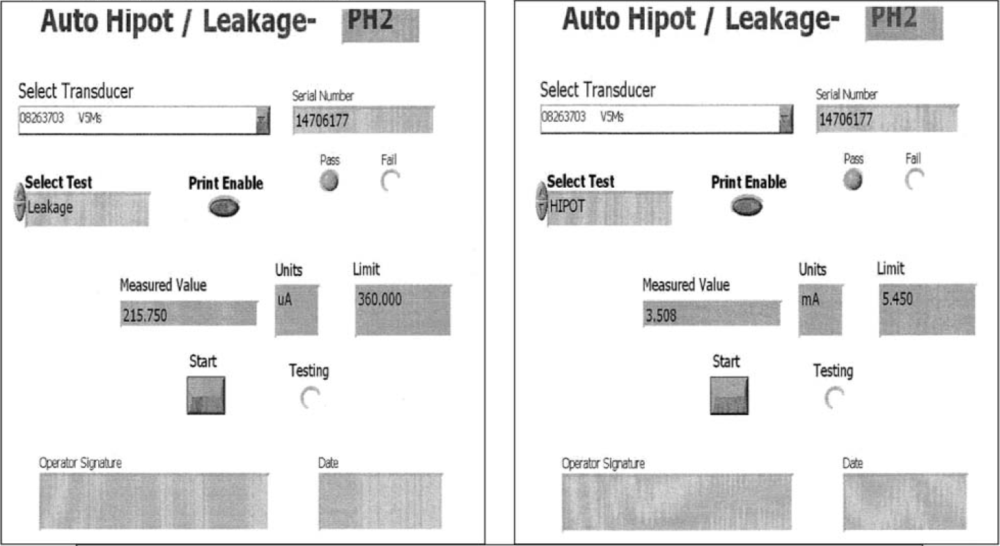 Auto Hipot / Leakage- PH2
Select Transducer
Serial Number
08263703 V5Ms
14706177
Pass Fail
Select Test
Print Enable
Leakage
Units Limit
Measured Value
uA 360.000
215.750
Start
Testing
Operator Signature Date
Auto Hipot / Leakage- PH2
Select Transducer
Serial Number
08263703 V5Ms
14706177
Pass Fail
Select Test
Print Enable
HIPOT
Units Limit
Measured Value
mA 5.450
3.508
Start
Testing
Operator Signature Date